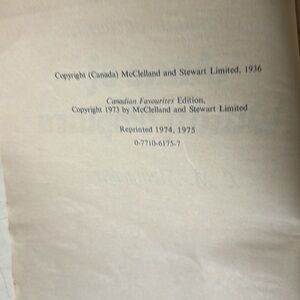 Copyright (Canada) McClelland and Stewart Limited, 1936
Canadian Favourites Edition,
Copyright 1973 by McClelland and Stewart Limited
Reprinted 1974, 1975
0-7710-6175-7